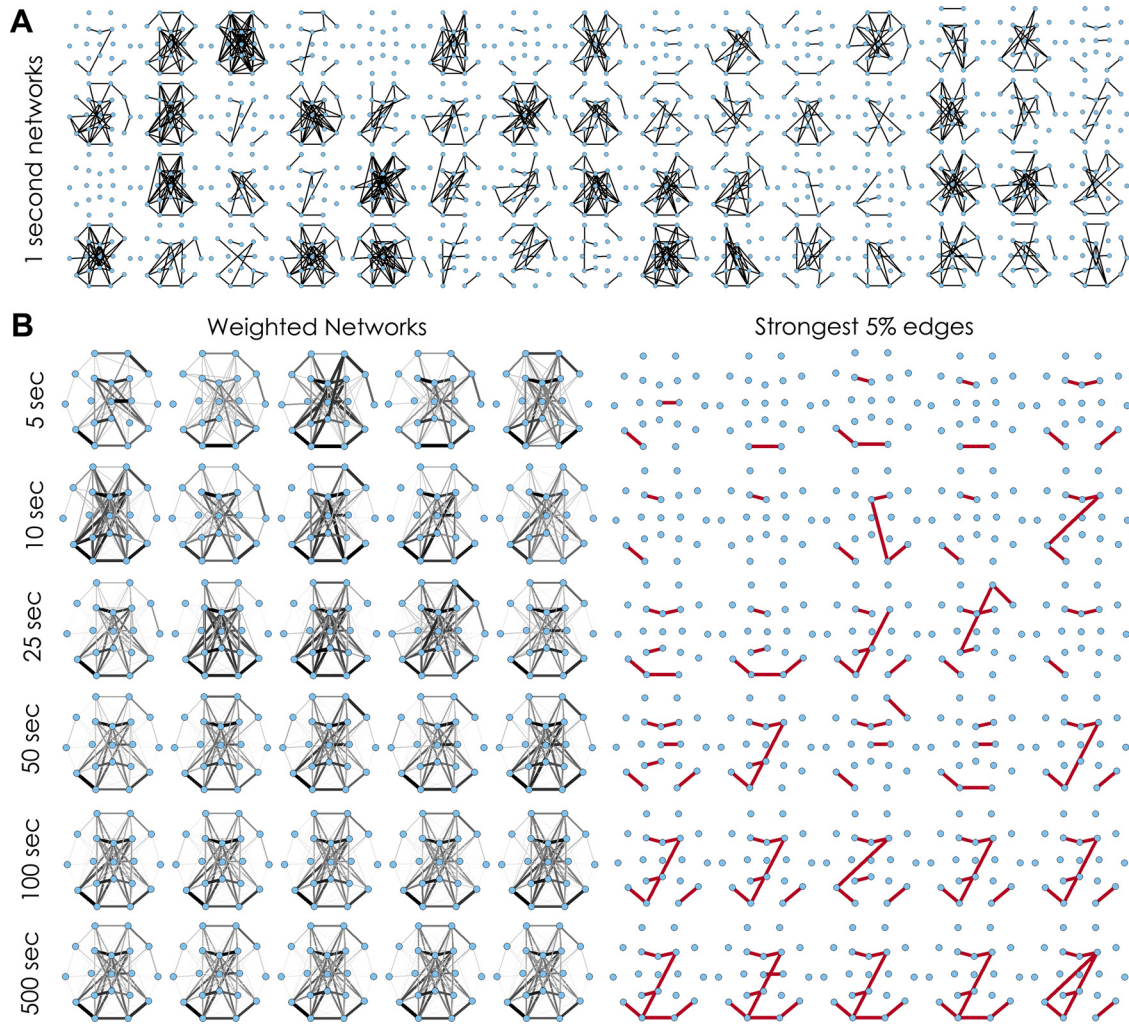 A
1 second networks
B
Weighted Networks
Strongest 5% edges
5 sec
10 sec
25 sec
50 sec
100 sec
500 sec